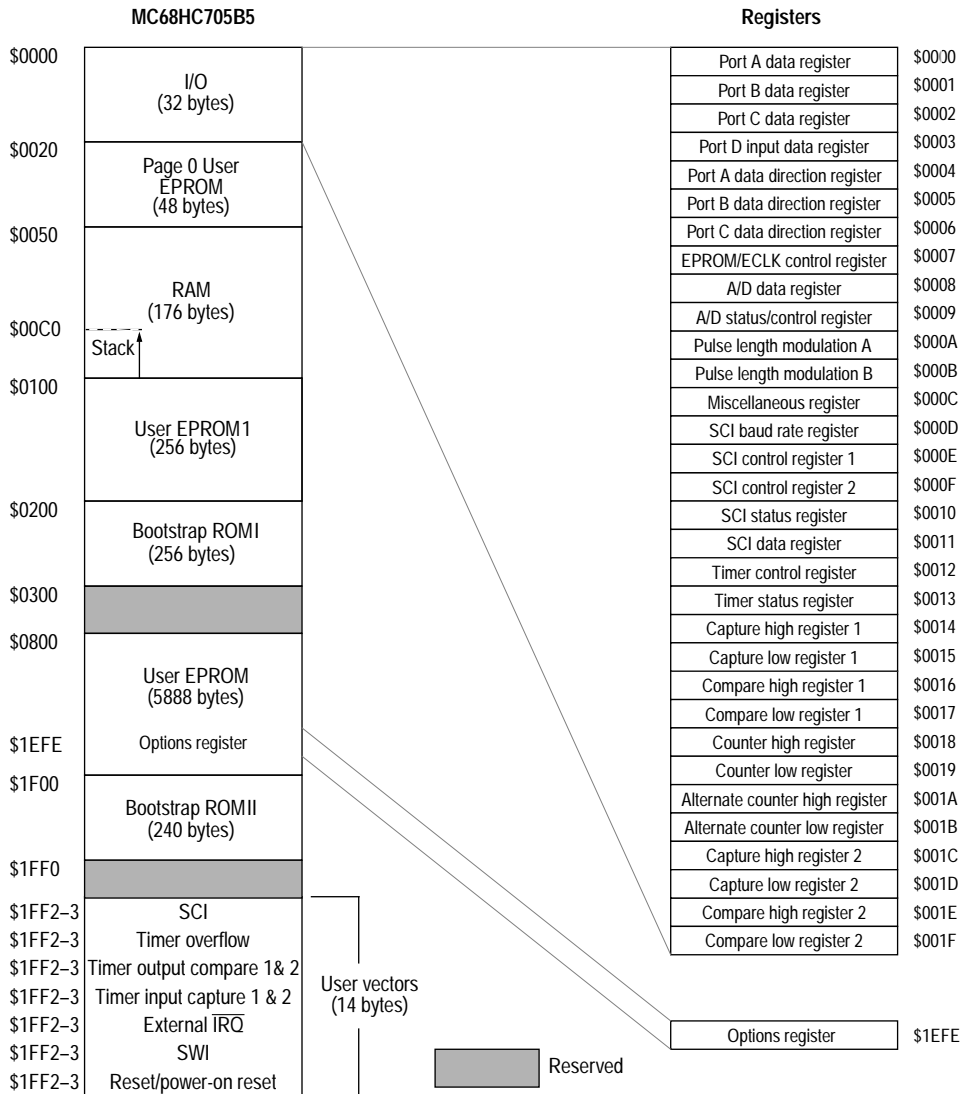 MC68HC705B5
Registers
$0000
I/O
(32 bytes)
$0020
Page 0 User
EPROM
(48 bytes)
$0050
RAM
(176 bytes)
$00C0
Stack
$0100
User EPROM1
(256 bytes)
$0200
Bootstrap ROMI
(256 bytes)
$0300
$0800
User EPROM
(5888 bytes)
$1EFE
Options register
$1F00
Bootstrap ROMII
(240 bytes)
$1FF0
$1FF2–3 SCI
$1FF2–3 Timer overflow
$1FF2–3 Timer output compare 1& 2
$1FF2–3 Timer input capture 1 & 2
$1FF2–3 External IRQ
$1FF2–3 SWI
$1FF2–3 Reset/power-on reset
User vectors
(14 bytes)
Reserved
Port A data register $0000
Port B data register $0001
Port C data register $0002
Port D input data register $0003
Port A data direction register $0004
Port B data direction register $0005
Port C data direction register $0006
EPROM/ECLK control register $0007
A/D data register $0008
A/D status/control register $0009
Pulse length modulation A $000A
Pulse length modulation B $000B
Miscellaneous register $000C
SCI baud rate register $000D
SCI control register 1 $000E
SCI control register 2 $000F
SCI status register $0010
SCI data register $0011
Timer control register $0012
Timer status register $0013
Capture high register 1 $0014
Capture low register 1 $0015
Compare high register 1 $0016
Compare low register 1 $0017
Counter high register $0018
Counter low register $0019
Alternate counter high register $001A
Alternate counter low register $001B
Capture high register 2 $001C
Capture low register 2 $001D
Compare high register 2 $001E
Compare low register 2 $001F
Options register $1EFE